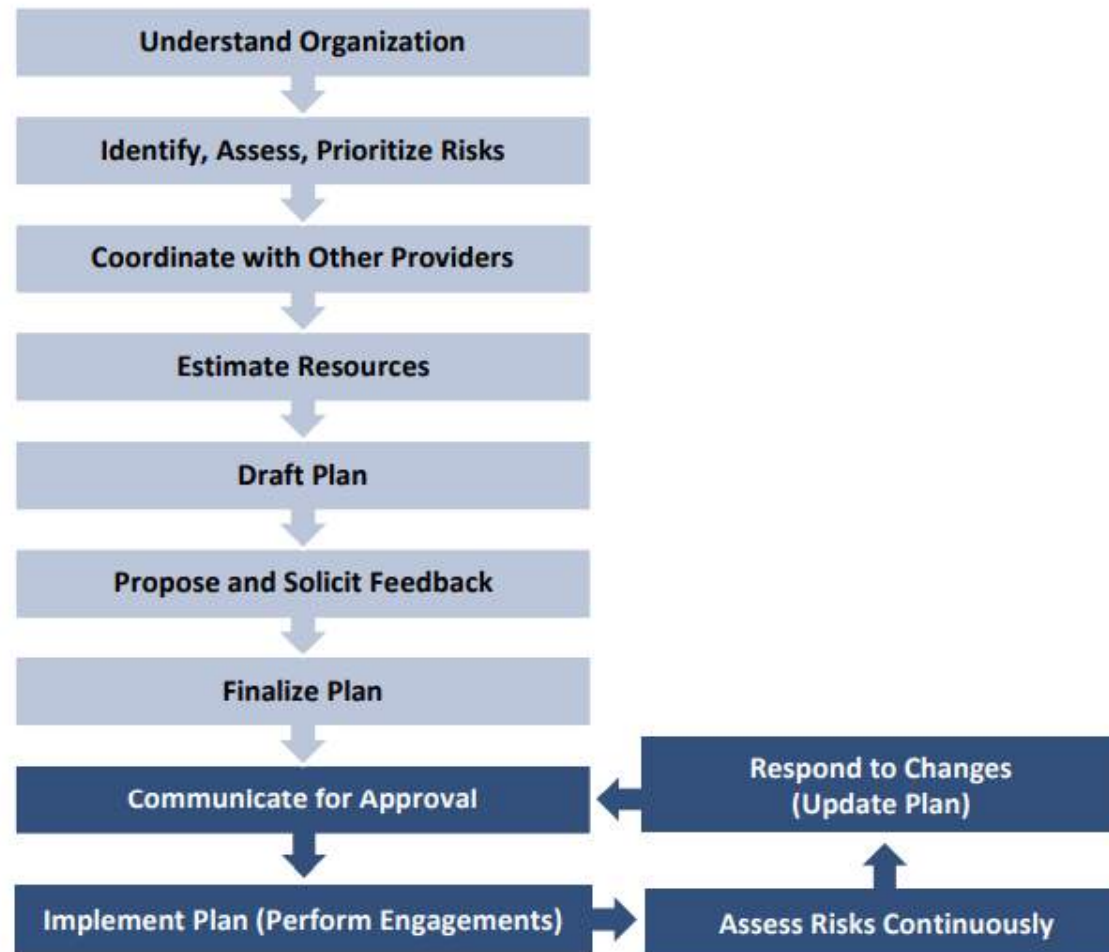 Understand Organization
Identify, Assess, Prioritize Risks
Coordinate with Other Providers
Estimate Resources
Draft Plan
Propose and Solicit Feedback
Finalize Plan
Communicate for Approval
Respond to Changes
(Update Plan)
Implement Plan (Perform Engagements)
Assess Risks Continuously